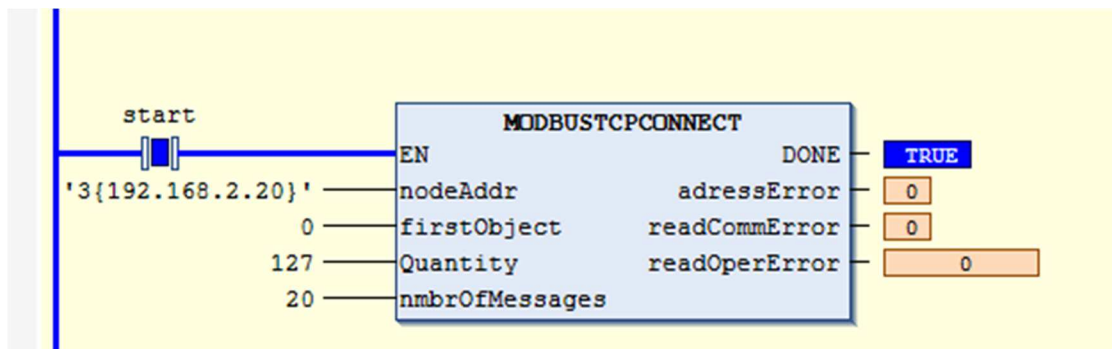 start
MODBUSTCPCONNECT
EN DONE TRUE
'3{192.168.2.20}' nodeAddr adressError 0
0 firstObject readCommError 0
127 Quantity readOperError 0
20 nmbrOfMessages